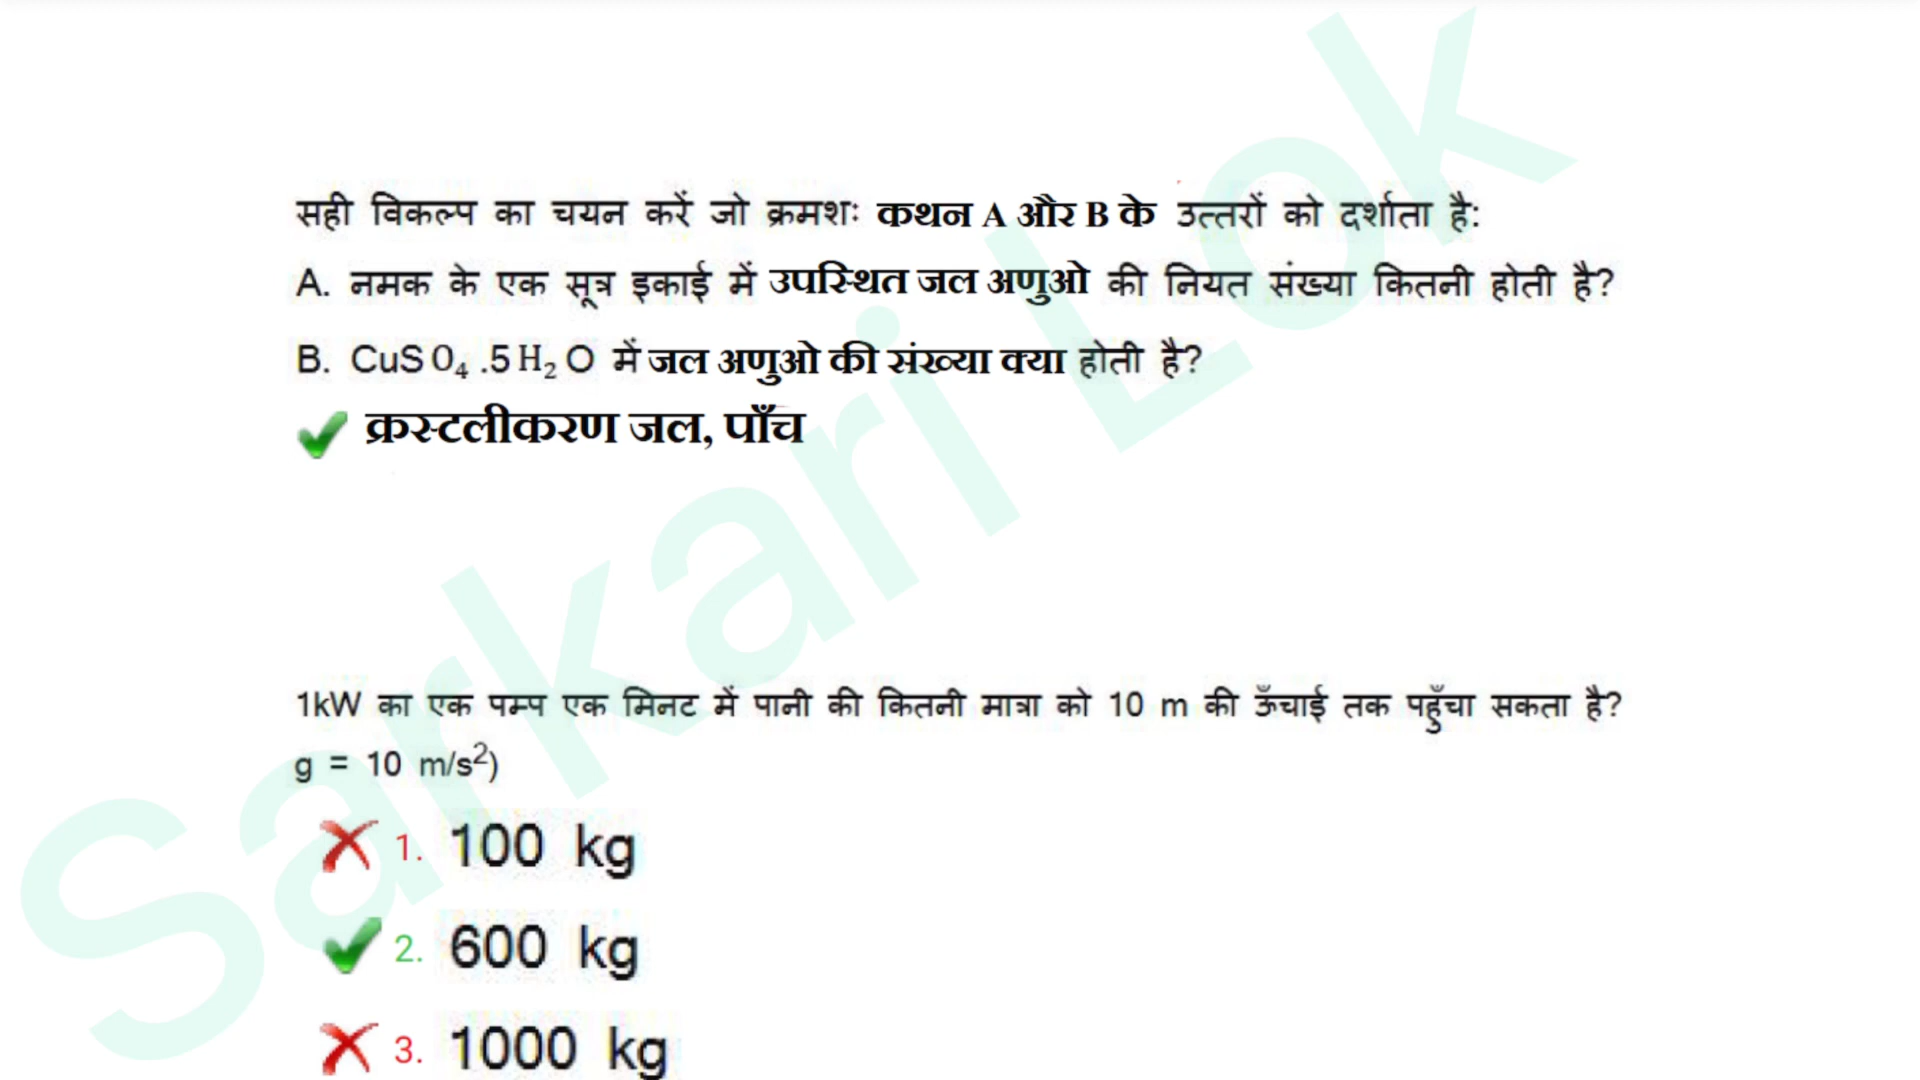 सही विकल्प का चयन करें जो क्रमशः कथन A और B के उत्तरों को दर्शाता है:
A. नमक के एक सूत्र इकाई में उपस्थित जल अणुओ की नियत संख्या कितनी होती है?
B. CuSO₄ .5H₂O में जल अणुओ की संख्या क्या होती है?
क्रस्टलीकरण जल, पाँच
1kW का एक पम्प एक मिनट में पानी की कितनी मात्रा को 10 m की ऊँचाई तक पहुँचा सकता है?
g = 10 m/s²)
1. 100 kg
2. 600 kg
3. 1000 kg
Sarkari Lok